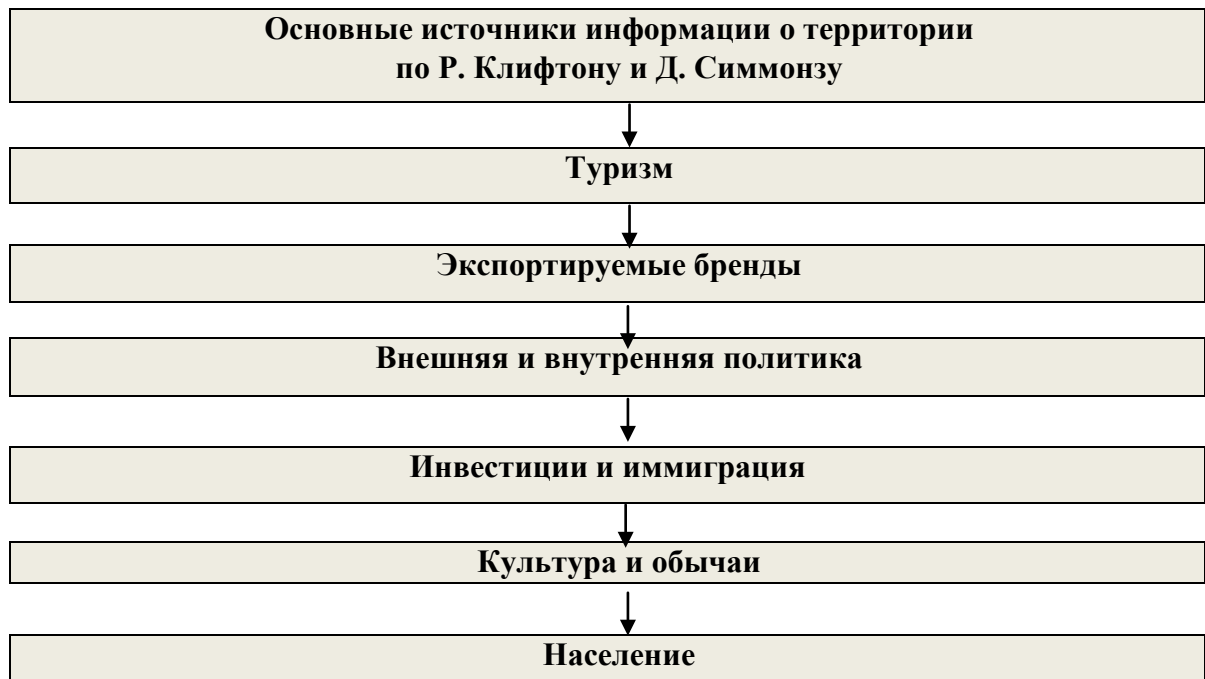 Основные источники информации о территории
по Р. Клифтону и Д. Симмонзу
Туризм
Экспортируемые бренды
Внешняя и внутренняя политика
Инвестиции и иммиграция
Культура и обычаи
Население